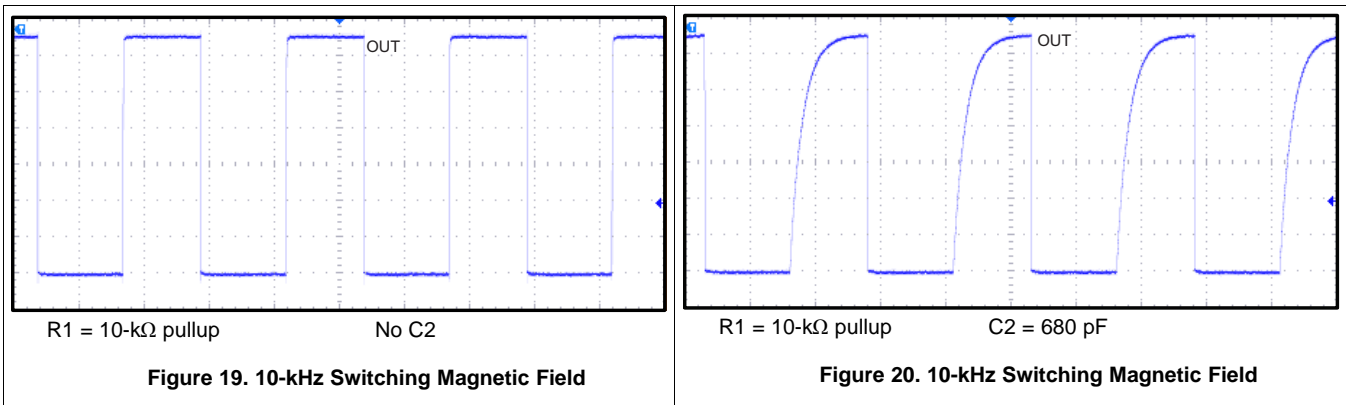 OUT
R1 = 10-kΩ pullup No C2
Figure 19. 10-kHz Switching Magnetic Field
OUT
R1 = 10-kΩ pullup C2 = 680 pF
Figure 20. 10-kHz Switching Magnetic Field